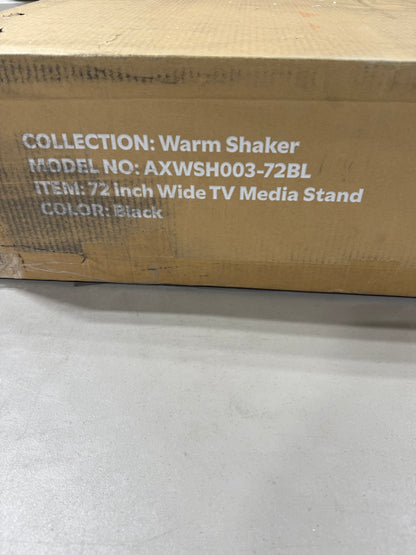 COLLECTION: Warm Shaker
MODEL NO: AXWSH003-72BL
ITEM: 72 inch Wide TV Media Stand
COLOR: Black